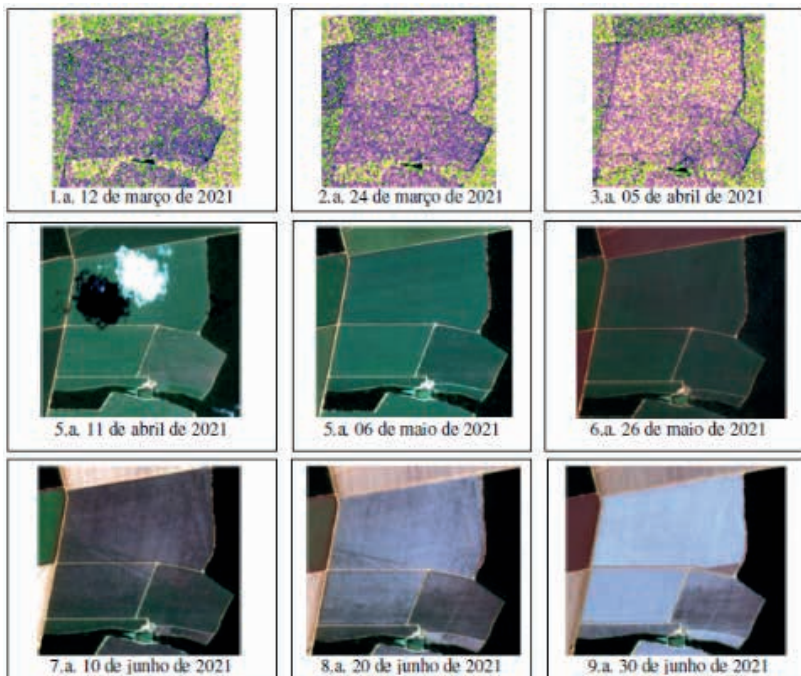 1.a. 12 de março de 2021
2.a. 24 de março de 2021
3.a. 05 de abril de 2021
5.a. 11 de abril de 2021
5.a. 06 de maio de 2021
6.a. 26 de maio de 2021
7.a. 10 de junho de 2021
8.a. 20 de junho de 2021
9.a. 30 de junho de 2021